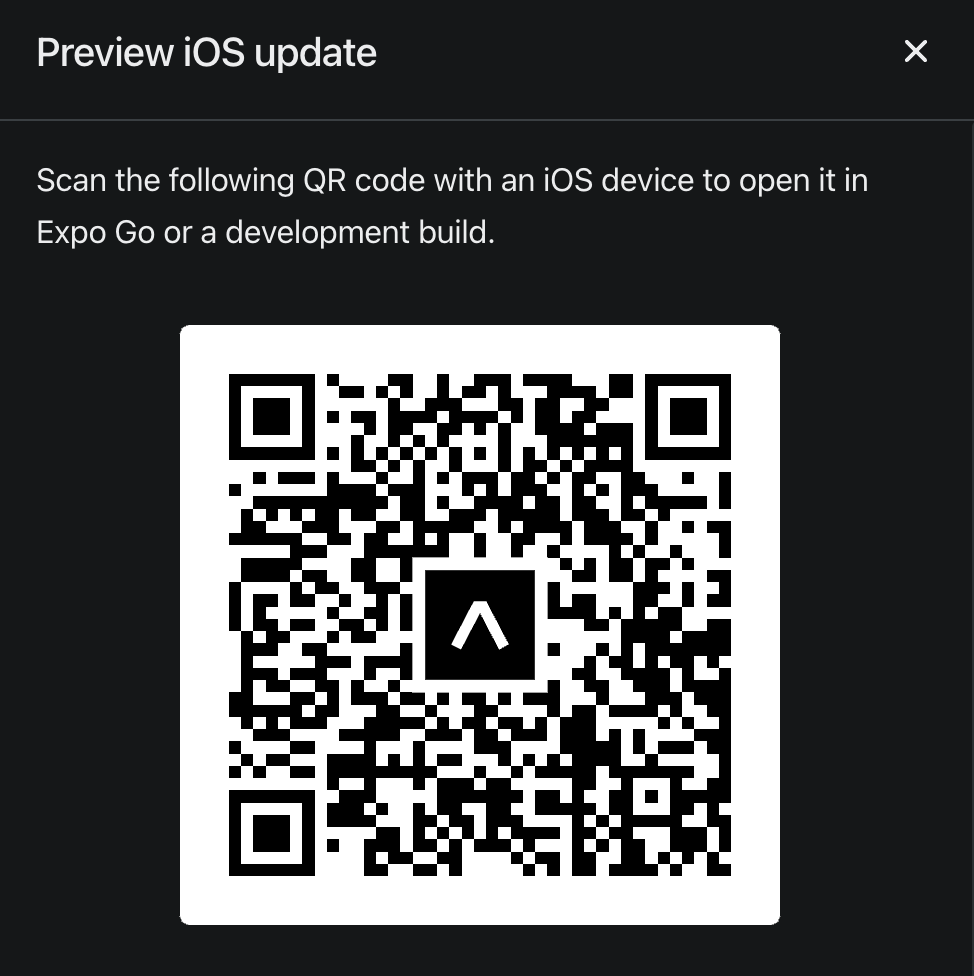 Preview iOS update
Scan the following QR code with an iOS device to open it in
Expo Go or a development build.